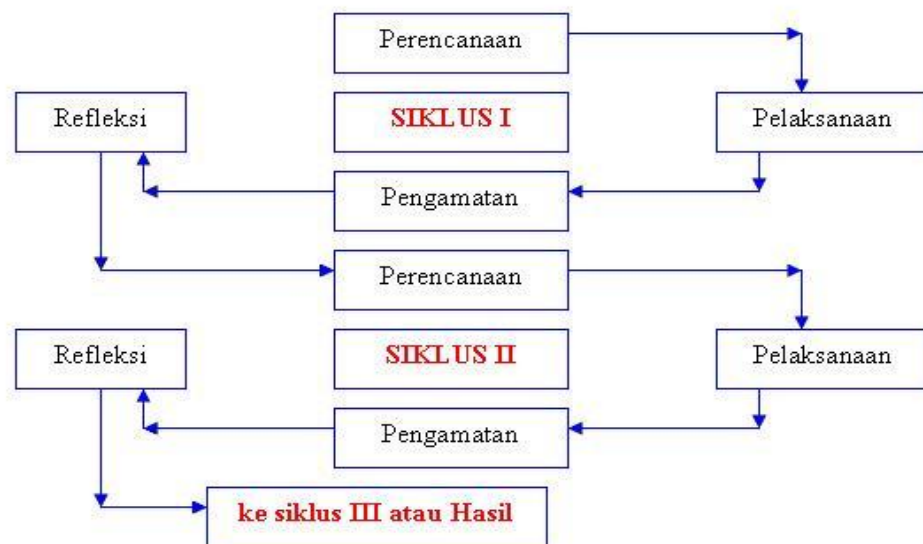 Perencanaan
Refleksi
SIKLUS I
Pelaksanaan
Pengamatan
Perencanaan
Refleksi
SIKLUS II
Pelaksanaan
Pengamatan
ke siklus III atau Hasil